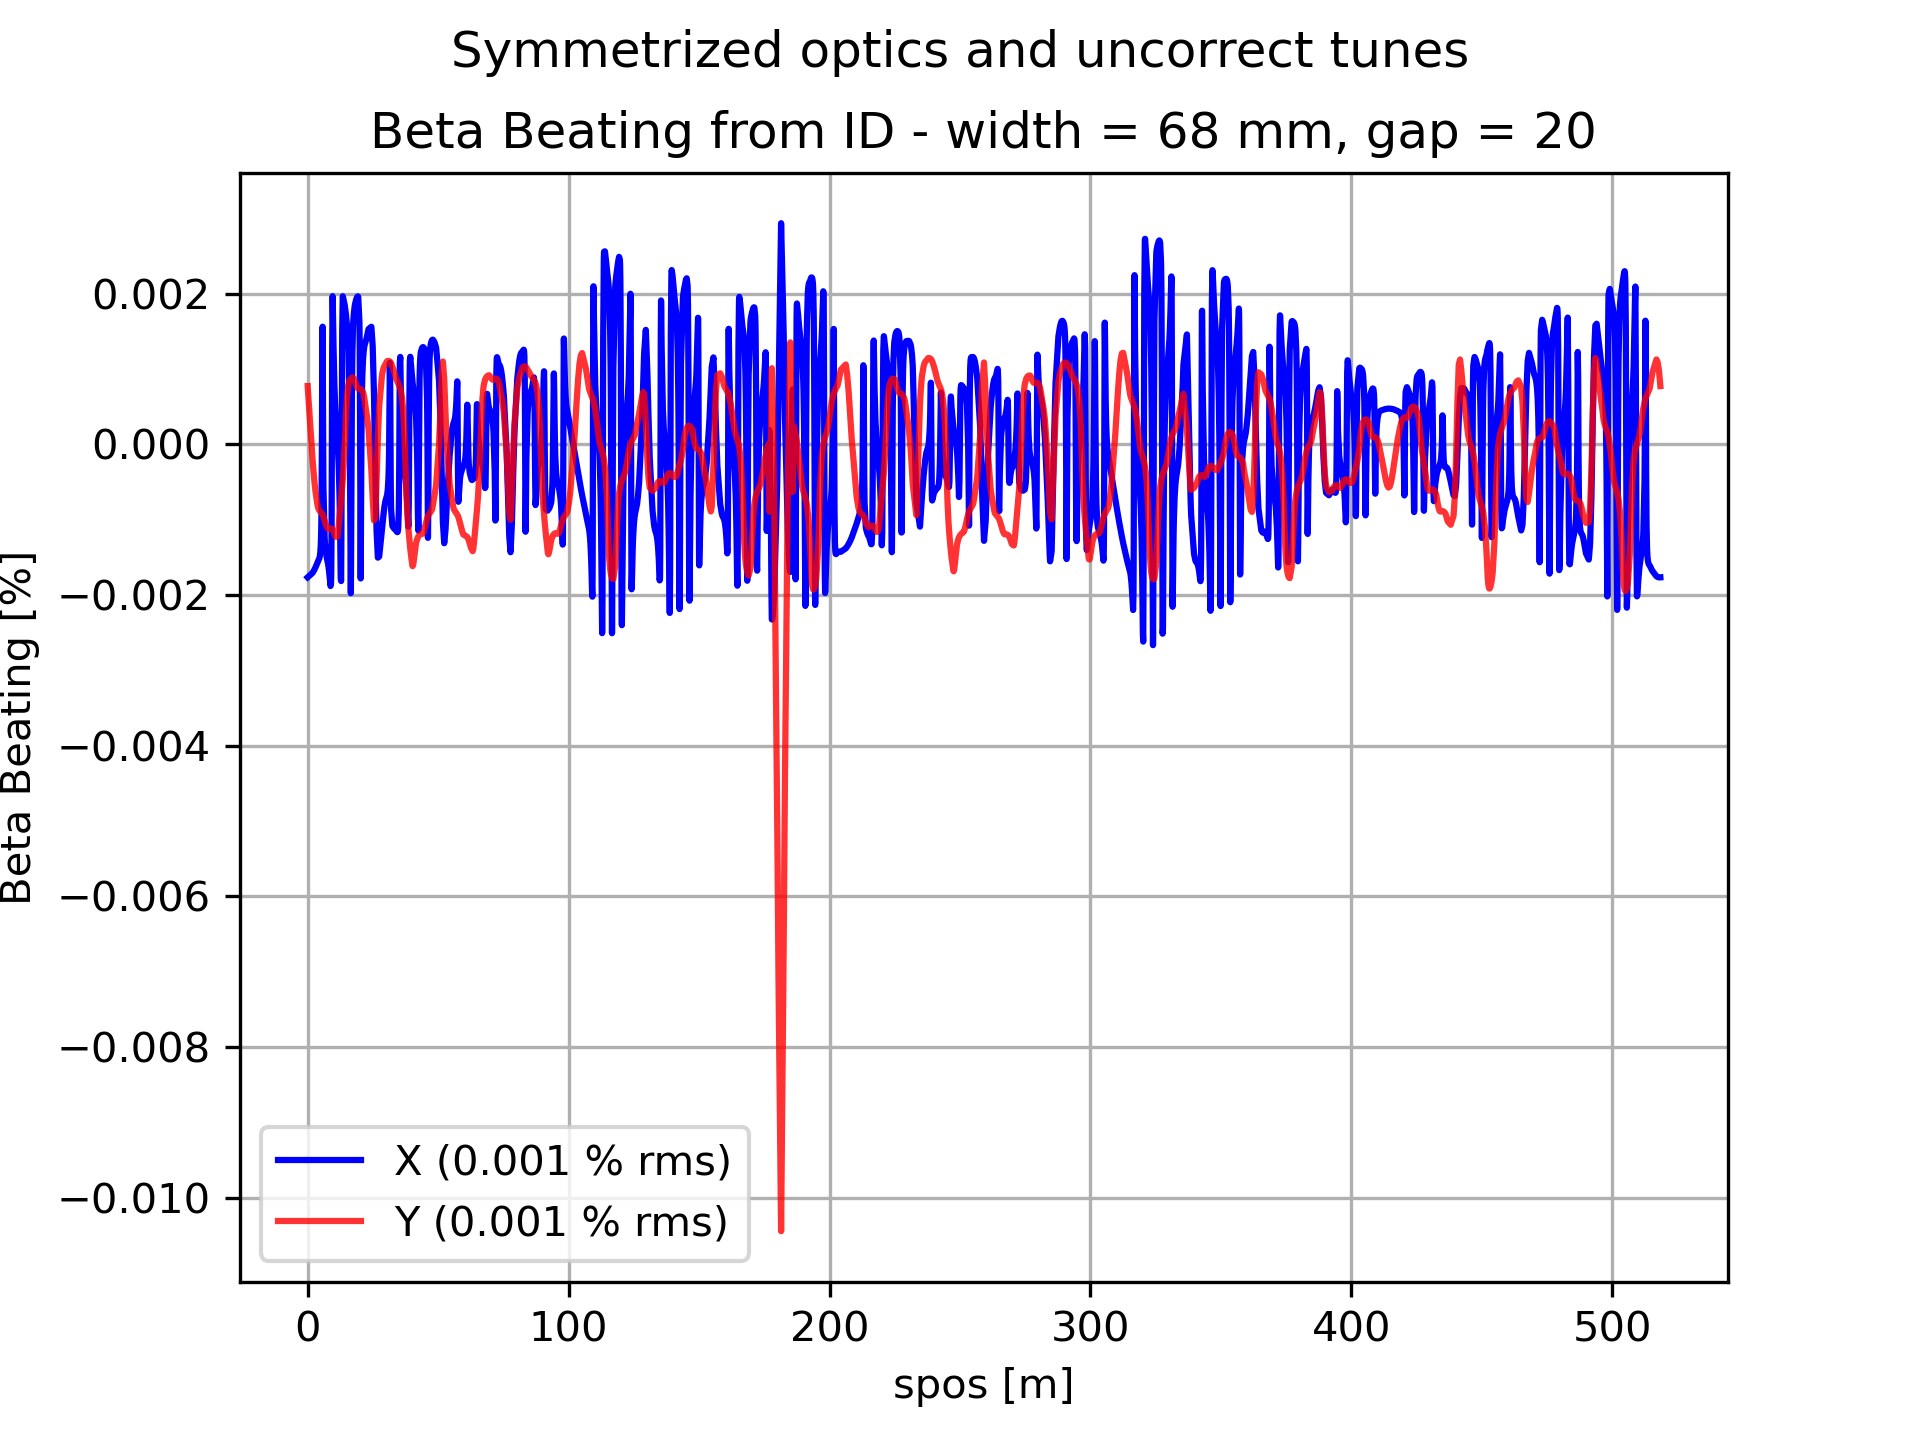 Symmetrized optics and uncorrect tunes
Beta Beating from ID - width = 68 mm, gap = 20
Beta Beating [%]
0.002
0.000
−0.002
−0.004
−0.006
−0.008
−0.010
X (0.001 % rms)
Y (0.001 % rms)
0 100 200 300 400 500
spos [m]